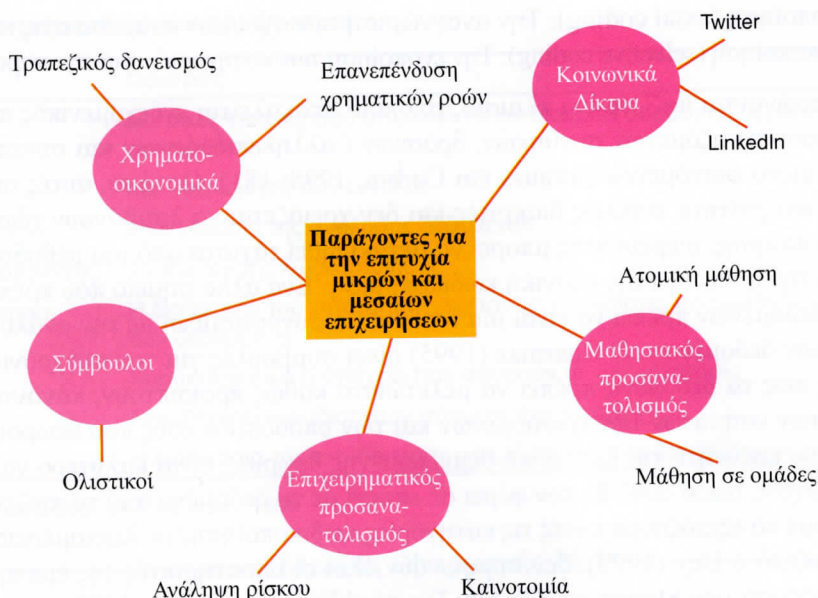 Twitter
Κοινωνικά
Δίκτυα
LinkedIn
Τραπεζικός δανεισμός
Επανεπένδυση
χρηματικών ροών
Χρηματο-
οικονομικά
Παράγοντες για
την επιτυχία
μικρών και
μεσαίων
επιχειρήσεων
Ατομική μάθηση
Μαθησιακός
προσανα-
τολισμός
Μάθηση σε ομάδες
Σύμβουλοι
Ολιστικοί
Επιχειρηματικός
προσανα-
τολισμός
Ανάληψη ρίσκου
Καινοτομία